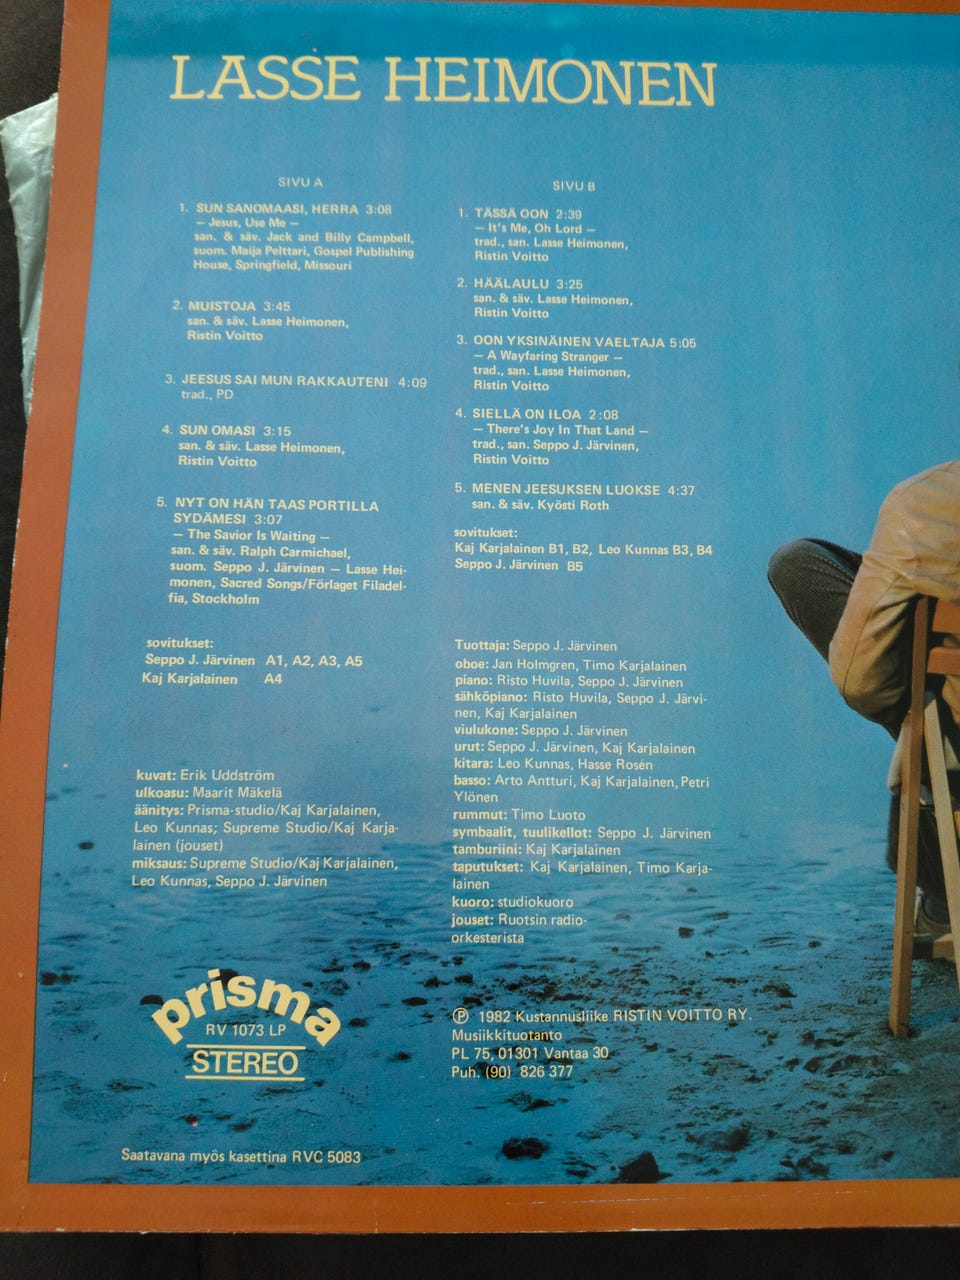 LASSE HEIMONEN
SIVU A
1. SUN SANOMAASI, HERRA 3:08
— Jesus, Use Me —
san. & säv. Jack and Billy Campbell,
suom. Maija Pelttari, Gospel Publishing
House, Springfield, Missouri
2. MUISTOJA 3:45
san. & säv. Lasse Heimonen,
Ristin Voitto
3. JEESUS SAI MUN RAKKAUTENI 4:09
trad., PD
4. SUN OMASI 3:15
san. & säv. Lasse Heimonen,
Ristin Voitto
5. NYT ON HÄN TAAS PORTILLA
SYDÄMESI 3:07
— The Savior Is Waiting —
san. & säv. Ralph Carmichael,
suom. Seppo J. Järvinen — Lasse Hei-
monen, Sacred Songs/Förlaget Filadel-
fia, Stockholm
sovitukset:
Seppo J. Järvinen A1, A2, A3, A5
Kaj Karjalainen A4
kuvat: Erik Uddström
ulkoasu: Maarit Mäkelä
äänitys: Prisma-studio/Kaj Karjalainen,
Leo Kunnas; Supreme Studio/Kaj Karja-
lainen (jouset)
miksaus: Supreme Studio/Kaj Karjalainen,
Leo Kunnas, Seppo J. Järvinen
SIVU B
1. TÄSSÄ OON 2:39
— It's Me, Oh Lord —
trad., san. Lasse Heimonen,
Ristin Voitto
2. HÄÄLAULU 3:25
san. & säv. Lasse Heimonen,
Ristin Voitto
3. OON YKSINÄINEN VAELTAJA 5:05
— A Wayfaring Stranger —
trad., san. Lasse Heimonen,
Ristin Voitto
4. SIELLÄ ON ILOA 2:08
— There's Joy In That Land —
trad., san. Seppo J. Järvinen,
Ristin Voitto
5. MENEN JEESUKSEN LUOKSE 4:37
san. & säv. Kyösti Roth
sovitukset:
Kaj Karjalainen B1, B2, Leo Kunnas B3, B4
Seppo J. Järvinen B5
Tuottaja: Seppo J. Järvinen
oboe: Jan Holmgren, Timo Karjalainen
piano: Risto Huvila, Seppo J. Järvinen
sähköpiano: Risto Huvila, Seppo J. Järvi-
nen, Kaj Karjalainen
viulukone: Seppo J. Järvinen
urut: Seppo J. Järvinen, Kaj Karjalainen
kitara: Leo Kunnas, Hasse Rosén
basso: Arto Antturi, Kaj Karjalainen, Petri
Ylönen
rummut: Timo Luoto
symbaalit, tuulikellot: Seppo J. Järvinen
tamburiini: Kaj Karjalainen
taputukset: Kaj Karjalainen, Timo Karja-
lainen
kuoro: studiokuoro
jouset: Ruotsin radio-
orkesterista
prisma
RV 1073 LP
STEREO
Ⓟ 1982 Kustannusliike RISTIN VOITTO RY.
Musiikkituotanto
PL 75, 01301 Vantaa 30
Puh. (90) 826 377
Saatavana myös kasettina RVC 5083